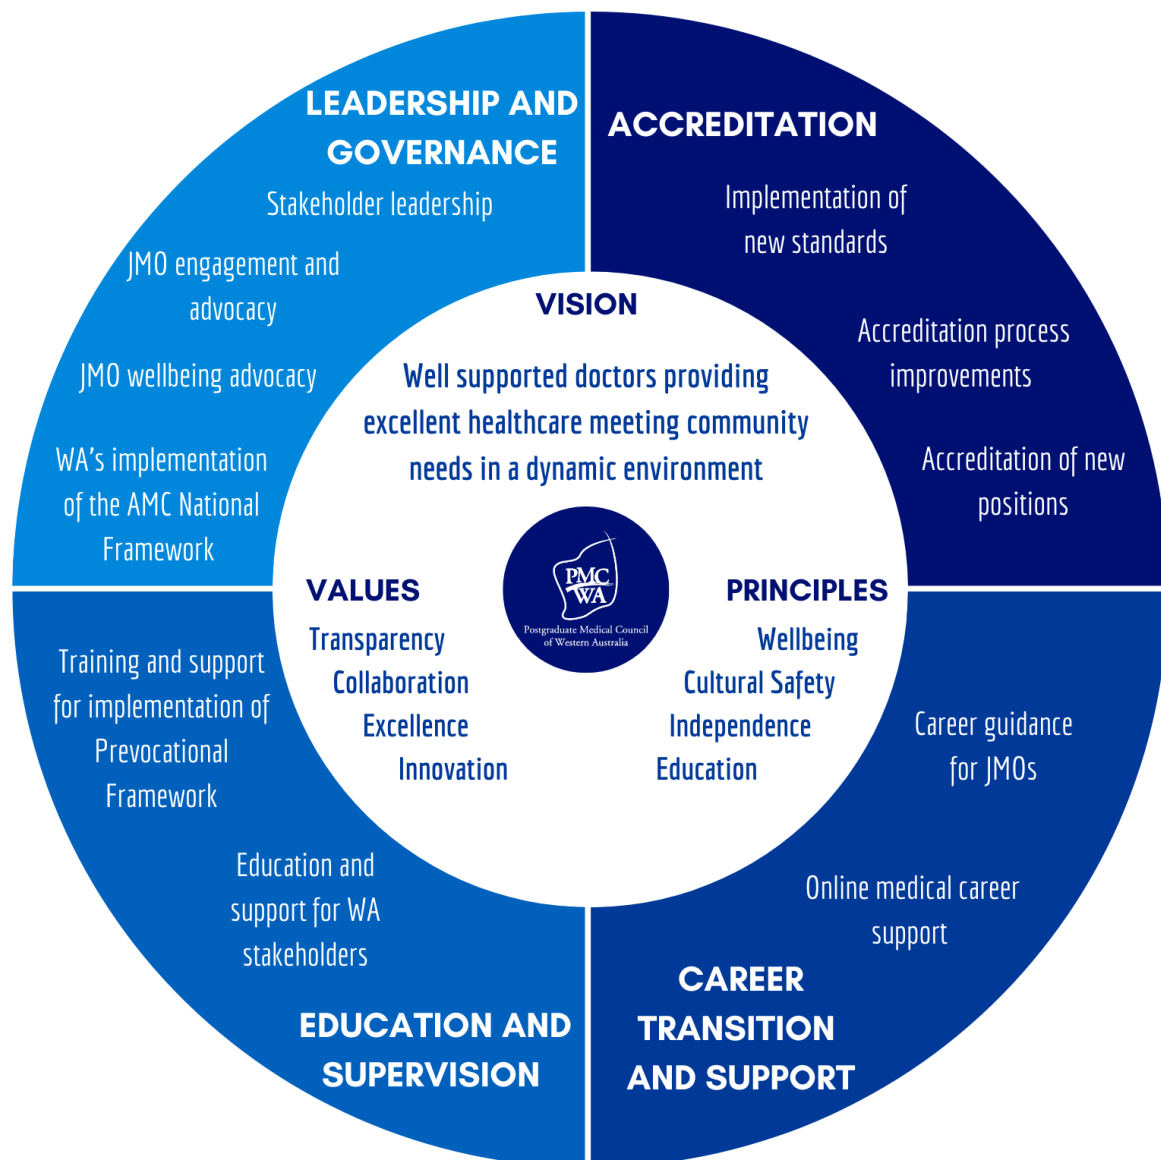 LEADERSHIP AND
GOVERNANCE
Stakeholder leadership
JMO engagement and
advocacy
JMO wellbeing advocacy
WA's implementation
of the AMC National
Framework
ACCREDITATION
Implementation of
new standards
Accreditation process
improvements
Accreditation of new
positions
VISION
Well supported doctors providing
excellent healthcare meeting community
needs in a dynamic environment
PMC
WA
Postgraduate Medical Council
of Western Australia
VALUES
Transparency
Collaboration
Excellence
Innovation
PRINCIPLES
Wellbeing
Cultural Safety
Independence
Education
Training and support
for implementation of
Prevocational
Framework
Education and
support for WA
stakeholders
EDUCATION AND
SUPERVISION
Career guidance
for JMOs
Online medical career
support
CAREER
TRANSITION
AND SUPPORT